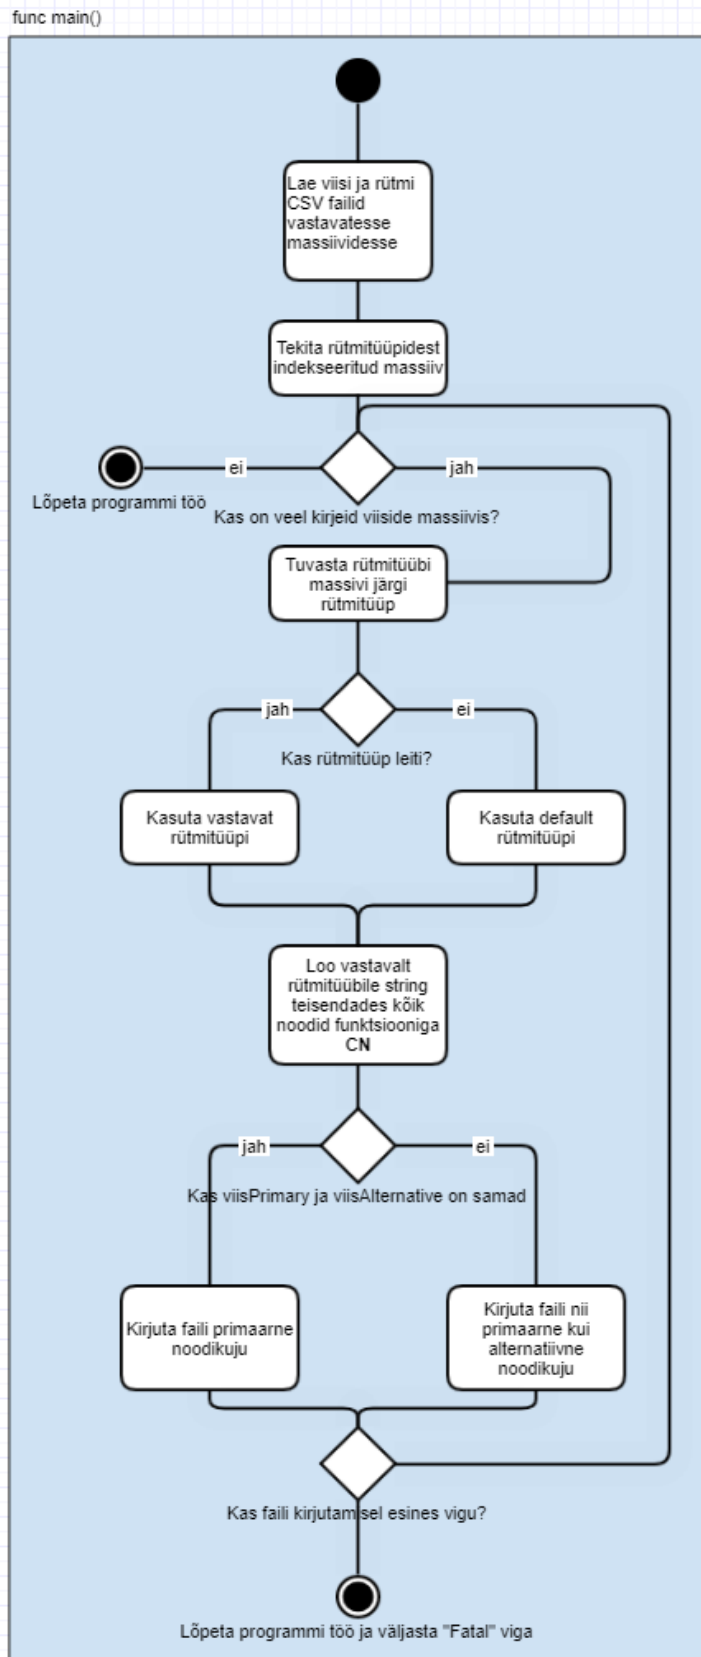 func main()
Lae viisi ja rütmi
CSV failid
vastavatesse
massiividesse
Tekita rütmitüüpidest
indekseeritud massiiv
ei
jah
Lõpeta programmi töö
Kas on veel kirjeid viiside massiivis?
Tuvasta rütmitüübi
massivi järgi
rütmitüüp
jah
ei
Kas rütmitüüp leiti?
Kasuta vastavat
rütmitüüpi
Kasuta default
rütmitüüpi
Loo vastavalt
rütmitüübile string
teisendades kõik
noodid funktsiooniga
CN
jah
ei
Kas viisPrimary ja viisAlternative on samad
Kirjuta faili primaarne
noodikuju
Kirjuta faili nii
primaarne kui
alternatiivne
noodikuju
Kas faili kirjutamisel esines vigu?
Lõpeta programmi töö ja väljasta "Fatal" viga